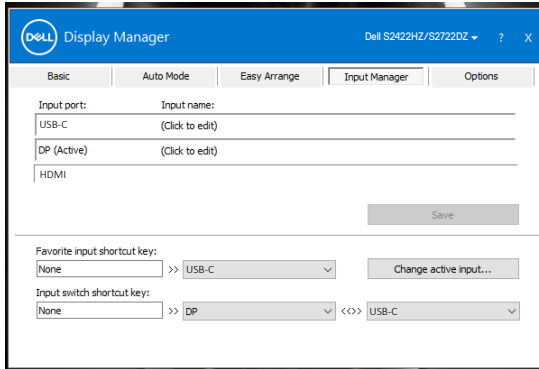 DELL Display Manager Dell S2422HZ/S2722DZ ? X
Basic Auto Mode Easy Arrange Input Manager Options
Input port: Input name:
USB-C (Click to edit)
DP (Active) (Click to edit)
HDMI
Save
Favorite input shortcut key:
None >> USB-C Change active input...
Input switch shortcut key:
None >> DP <<>> USB-C